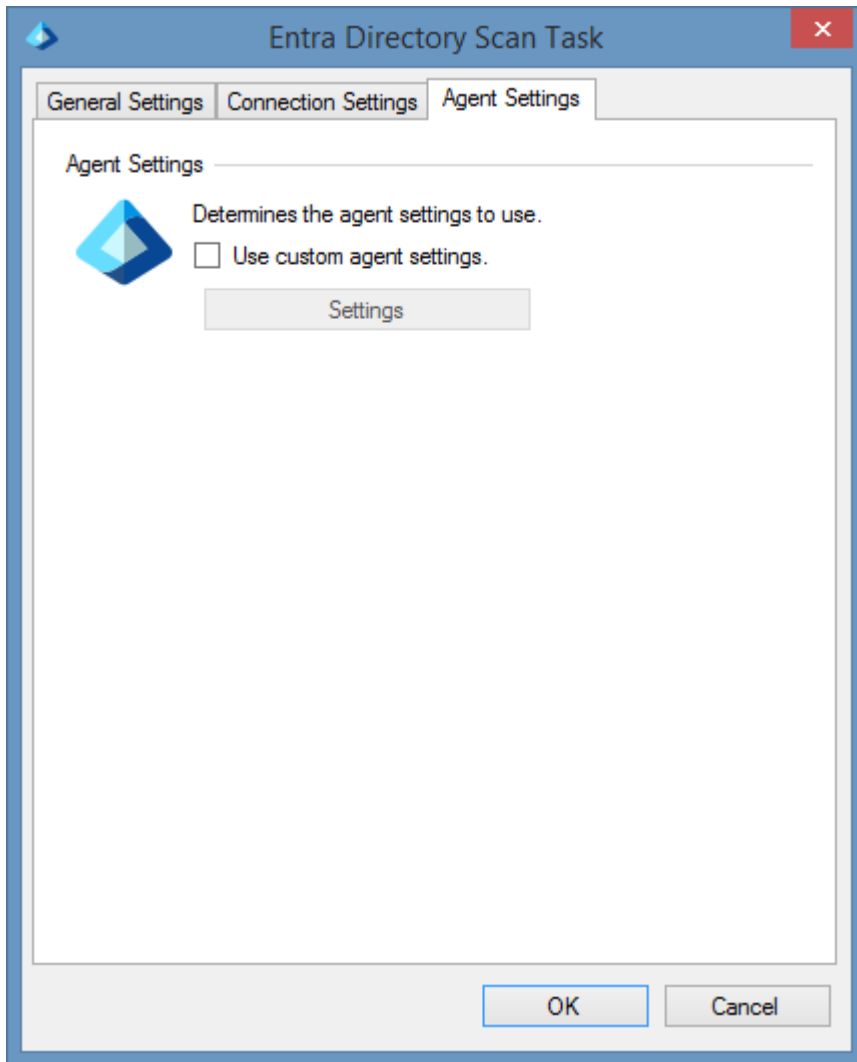 Entra Directory Scan Task
General Settings
Connection Settings
Agent Settings
Agent Settings
Determines the agent settings to use.
Use custom agent settings.
Settings
OK
Cancel